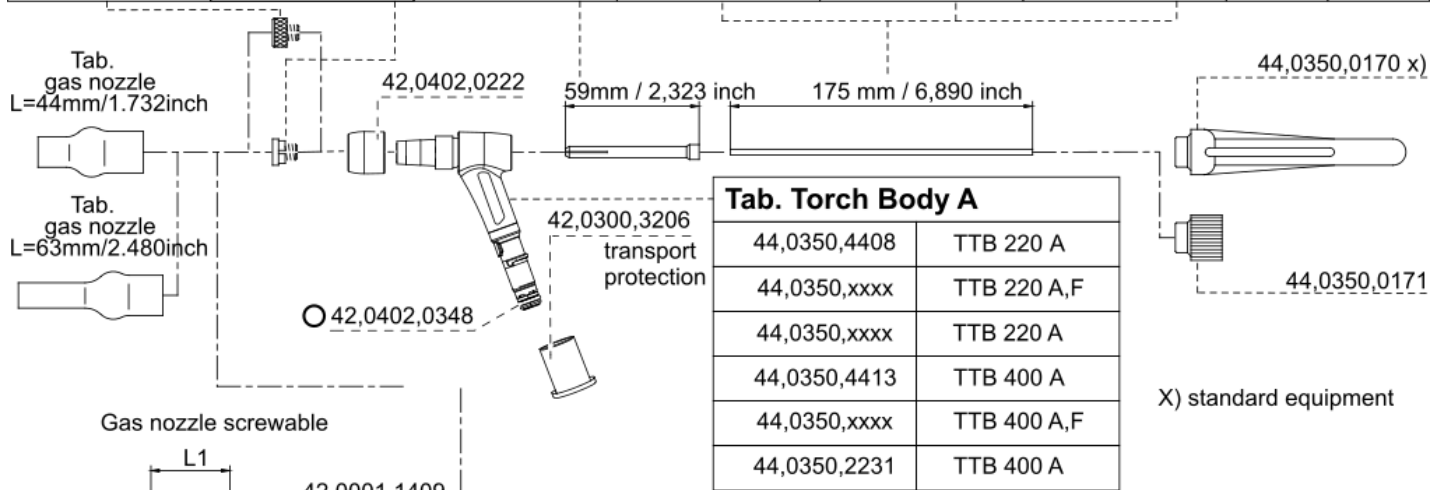 Tab.
gas nozzle
L=44mm/1.732inch
42,0402,0222
59mm / 2,323 inch
175 mm / 6,890 inch
44,0350,0170 x)
Tab.
gas nozzle
L=63mm/2.480inch
42,0300,3206
transport
protection
42,0402,0348
Tab. Torch Body A
44,0350,4408 TTB 220 A
44,0350,xxxx TTB 220 A,F
44,0350,xxxx TTB 220 A
44,0350,4413 TTB 400 A
44,0350,xxxx TTB 400 A,F
44,0350,2231 TTB 400 A
44,0350,0171
X) standard equipment
Gas nozzle screwable
L1